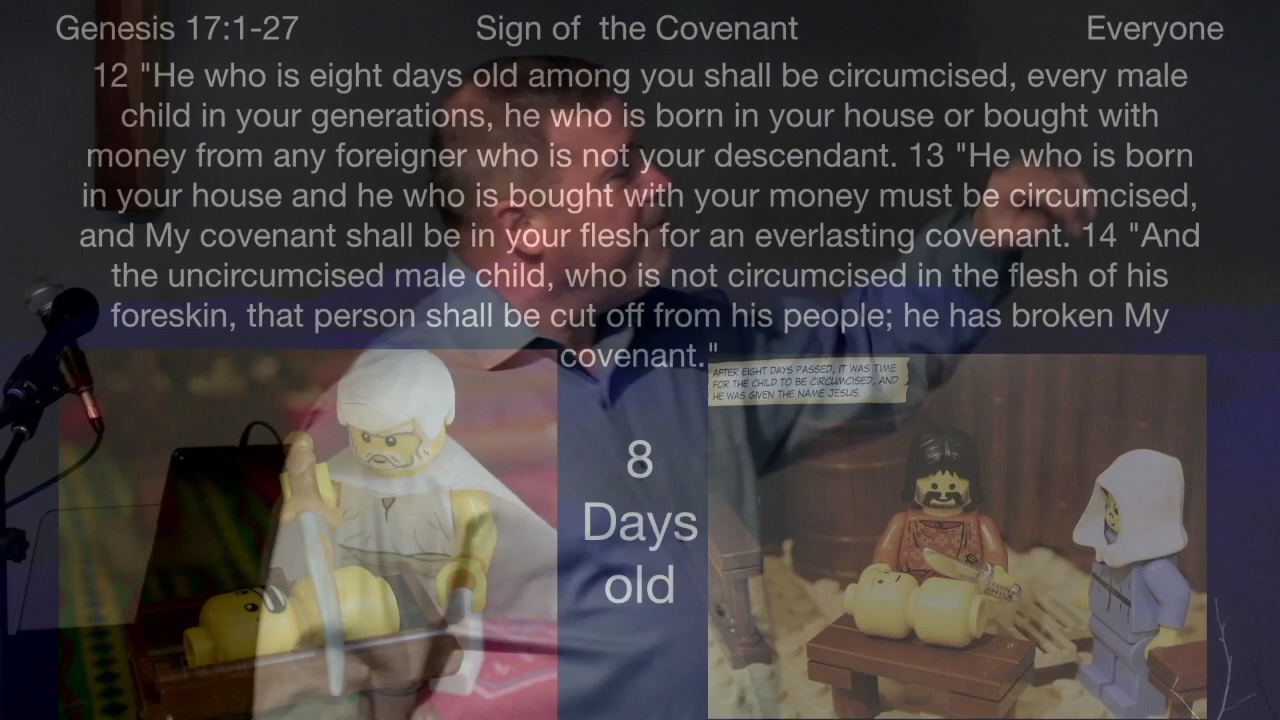 Genesis 17:1-27 Sign of the Covenant Everyone
12 "He who is eight days old among you shall be circumcised, every male
child in your generations, he who is born in your house or bought with
money from any foreigner who is not your descendant. 13 "He who is born
in your house and he who is bought with your money must be circumcised,
and My covenant shall be in your flesh for an everlasting covenant. 14 "And
the uncircumcised male child, who is not circumcised in the flesh of his
foreskin, that person shall be cut off from his people; he has broken My
covenant."
AFTER EIGHT DAYS PASSED, IT WAS TIME
FOR THE CHILD TO BE CIRCUMCISED, AND
HE WAS GIVEN THE NAME JESUS.
8
Days
old